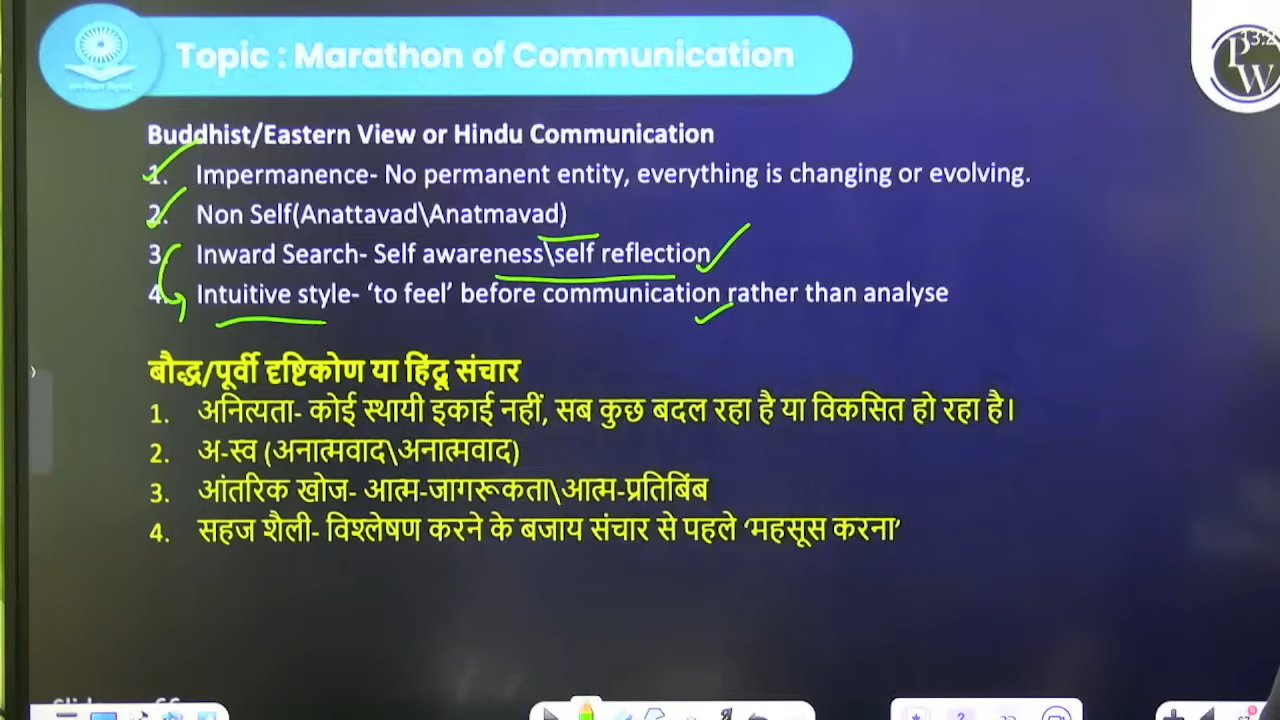 Topic : Marathon of Communication
PW
Buddhist/Eastern View or Hindu Communication
1. Impermanence- No permanent entity, everything is changing or evolving.
2. Non Self(Anattavad\Anatmavad)
3. Inward Search- Self awareness\self reflection
4. Intuitive style- ‘to feel’ before communication rather than analyse
बौद्ध/पूर्वी दृष्टिकोण या हिंदू संचार
1. अनित्यता- कोई स्थायी इकाई नहीं, सब कुछ बदल रहा है या विकसित हो रहा है।
2. अ-स्व (अनात्मवाद\अनात्मवाद)
3. आंतरिक खोज- आत्म-जागरूकता\आत्म-प्रतिबिंब
4. सहज शैली- विश्लेषण करने के बजाय संचार से पहले ‘महसूस करना’